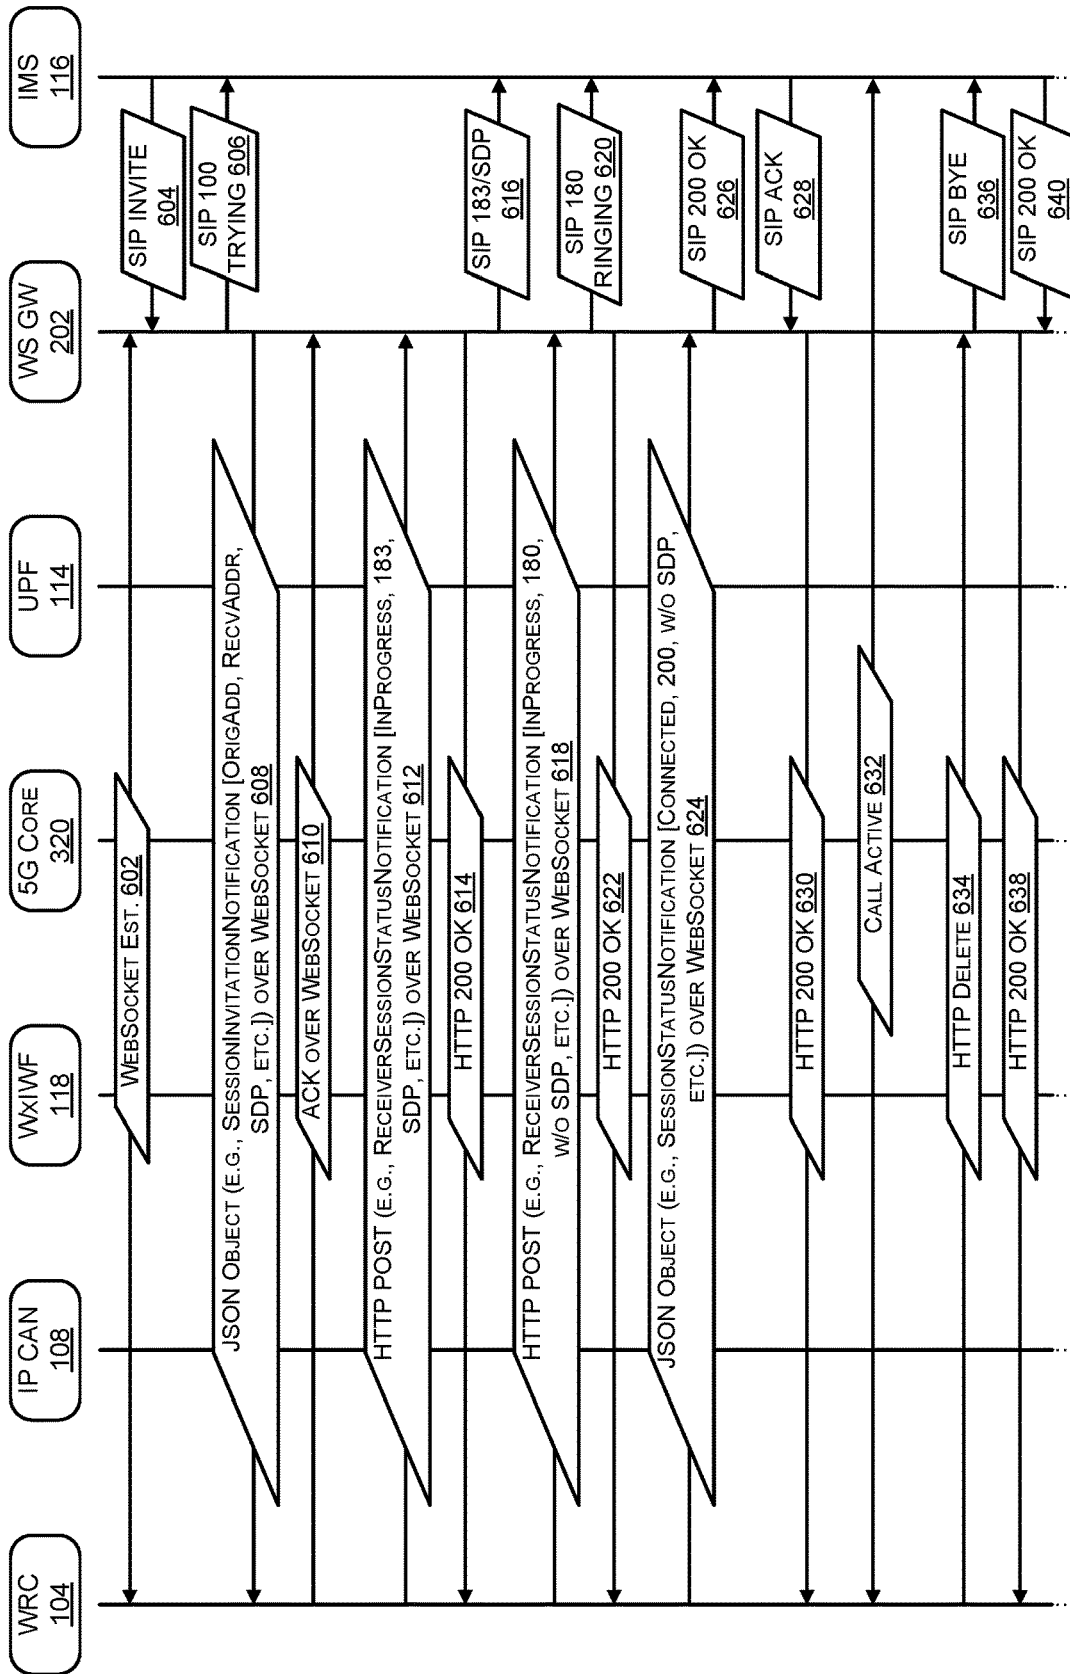 WRC
104
IP CAN
108
WxIWF
118
5G Core
320
UPF
114
WS GW
202
IMS
116
WebSocket Est. 602
SIP INVITE
604
SIP 100
TRYING 606
JSON Object (e.g., SessionInvitationNotification [OrigAdd, RecvAddr,
SDP, etc.]) over WebSocket 608
ACK over WebSocket 610
HTTP POST (e.g., ReceiverSessionStatusNotification [InProgress, 183,
SDP, etc.]) over WebSocket 612
HTTP 200 OK 614
SIP 183/SDP
616
HTTP POST (e.g., ReceiverSessionStatusNotification [InProgress, 180,
w/o SDP, etc.]) over WebSocket 618
SIP 180
RINGING 620
HTTP 200 OK 622
JSON Object (e.g., SessionStatusNotification [Connected, 200, w/o SDP,
etc.]) over WebSocket 624
SIP 200 OK
626
SIP ACK
628
HTTP 200 OK 630
Call Active 632
HTTP Delete 634
SIP BYE
636
HTTP 200 OK 638
SIP 200 OK
640